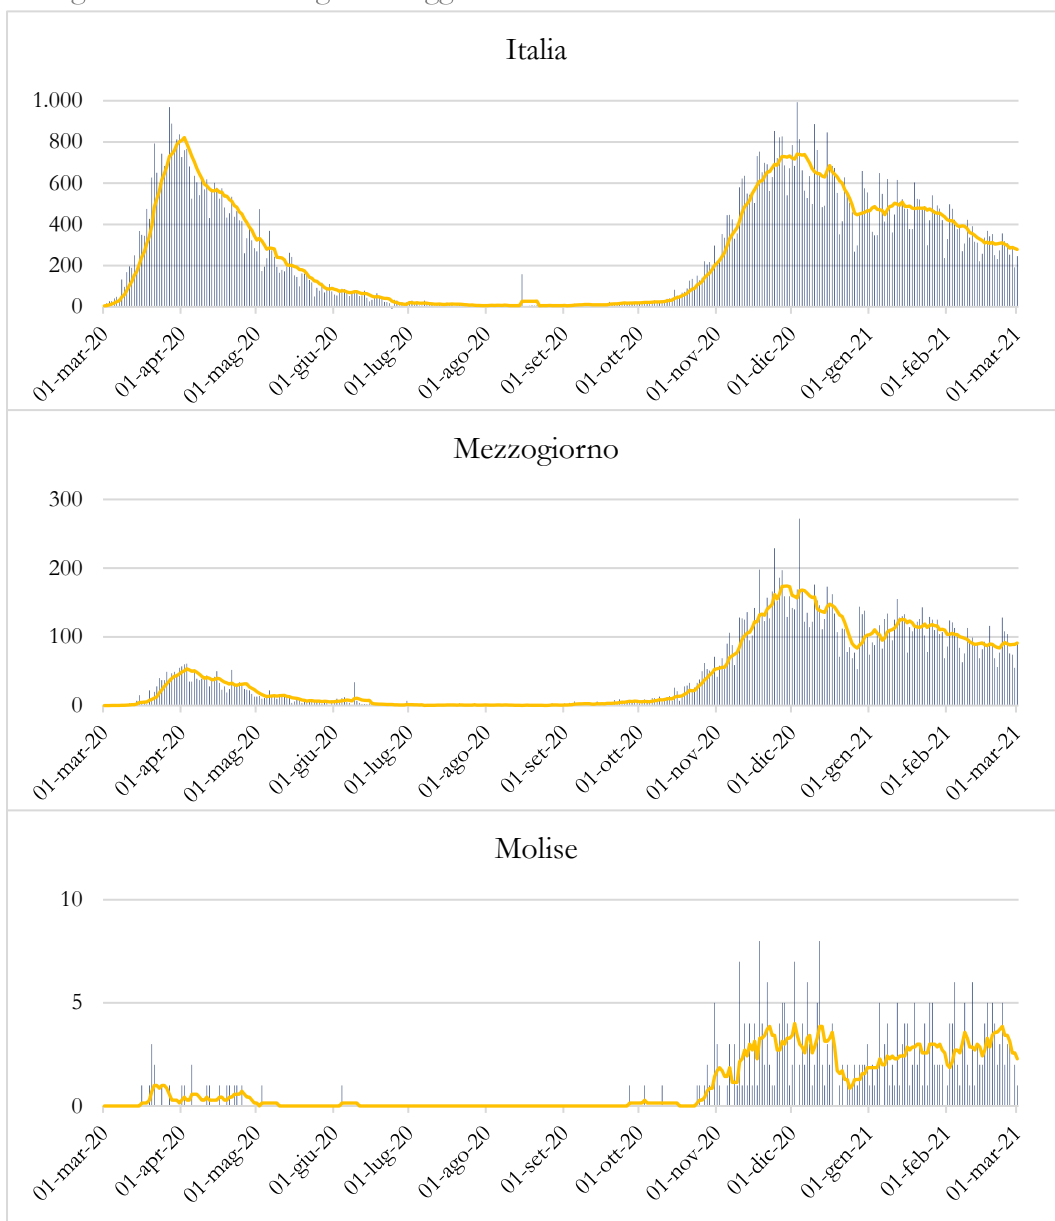 Italia
1.000
800
600
400
200
0
01-mar-20 01-apr-20 01-mag-20 01-giu-20 01-lug-20 01-ago-20 01-set-20 01-ott-20 01-nov-20 01-dic-20 01-gen-21 01-feb-21 01-mar-21
Mezzogiorno
300
200
100
0
01-mar-20 01-apr-20 01-mag-20 01-giu-20 01-lug-20 01-ago-20 01-set-20 01-ott-20 01-nov-20 01-dic-20 01-gen-21 01-feb-21 01-mar-21
Molise
10
5
0
01-mar-20 01-apr-20 01-mag-20 01-giu-20 01-lug-20 01-ago-20 01-set-20 01-ott-20 01-nov-20 01-dic-20 01-gen-21 01-feb-21 01-mar-21